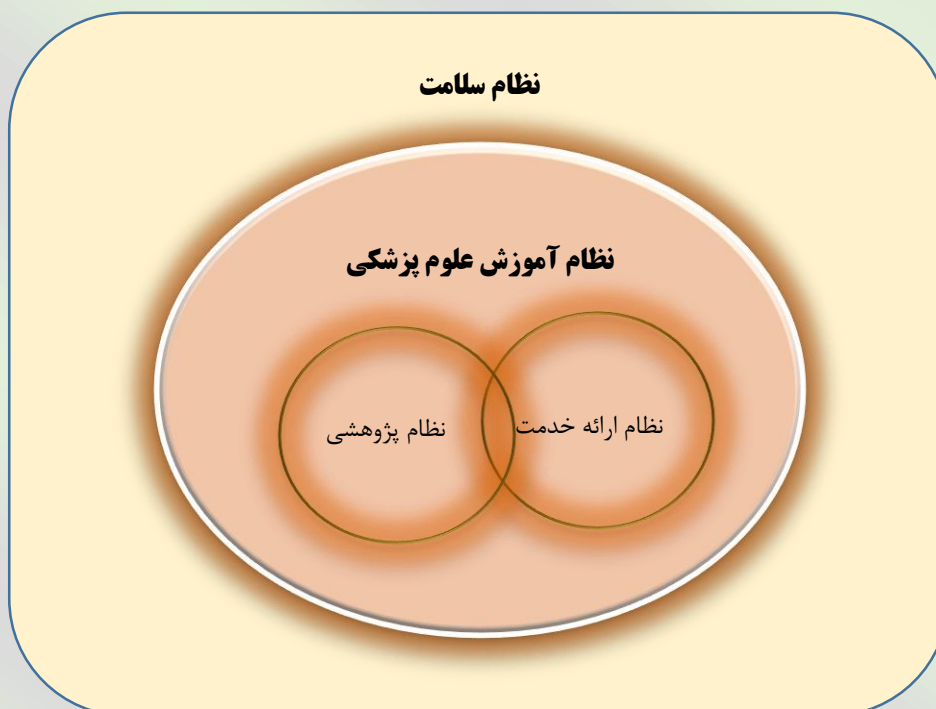 نظام سلامت
نظام آموزش علوم پزشکی
نظام ارائه خدمت
نظام پژوهشی